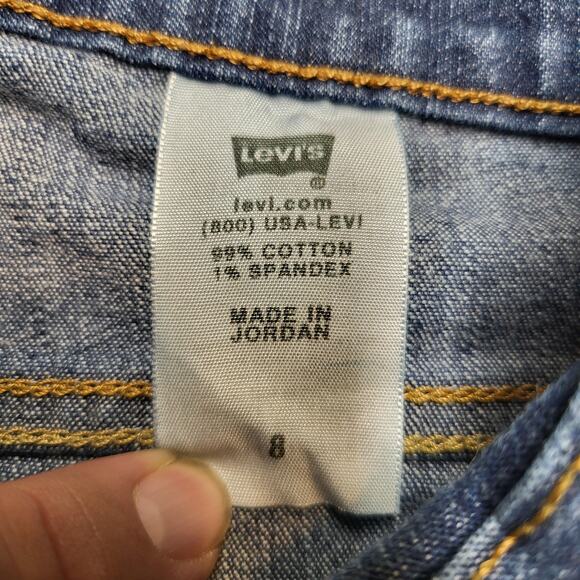 Levi's
®
levi.com
(800) USA-LEVI
99% COTTON
1% SPANDEX
MADE IN
JORDAN
8